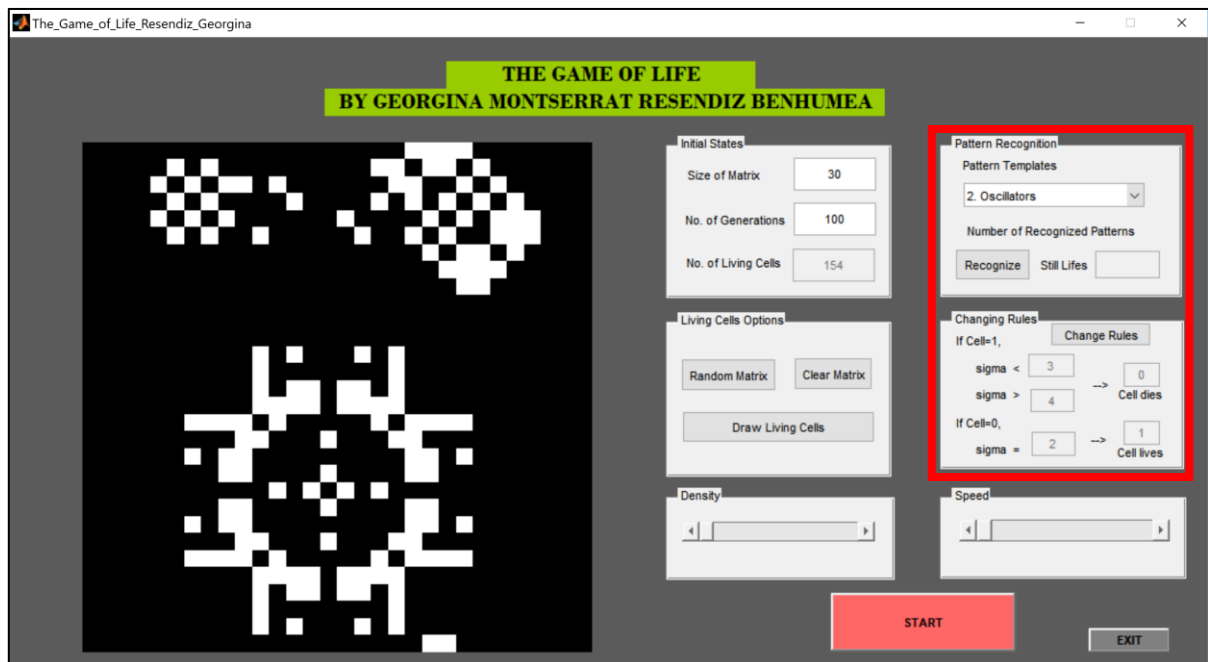 The_Game_of_Life_Resendiz_Georgina
THE GAME OF LIFE
BY GEORGINA MONTSERRAT RESENDIZ BENHUMEA
Initial States
Size of Matrix 30
No. of Generations 100
No. of Living Cells 154
Living Cells Options
Random Matrix Clear Matrix
Draw Living Cells
Density
Pattern Recognition
Pattern Templates
2. Oscillators
Number of Recognized Patterns
Recognize Still Lifes
Changing Rules
If Cell=1, Change Rules
sigma < 3
--> 0
sigma > 4
Cell dies
If Cell=0,
sigma = 2 --> 1
Cell lives
Speed
START
EXIT